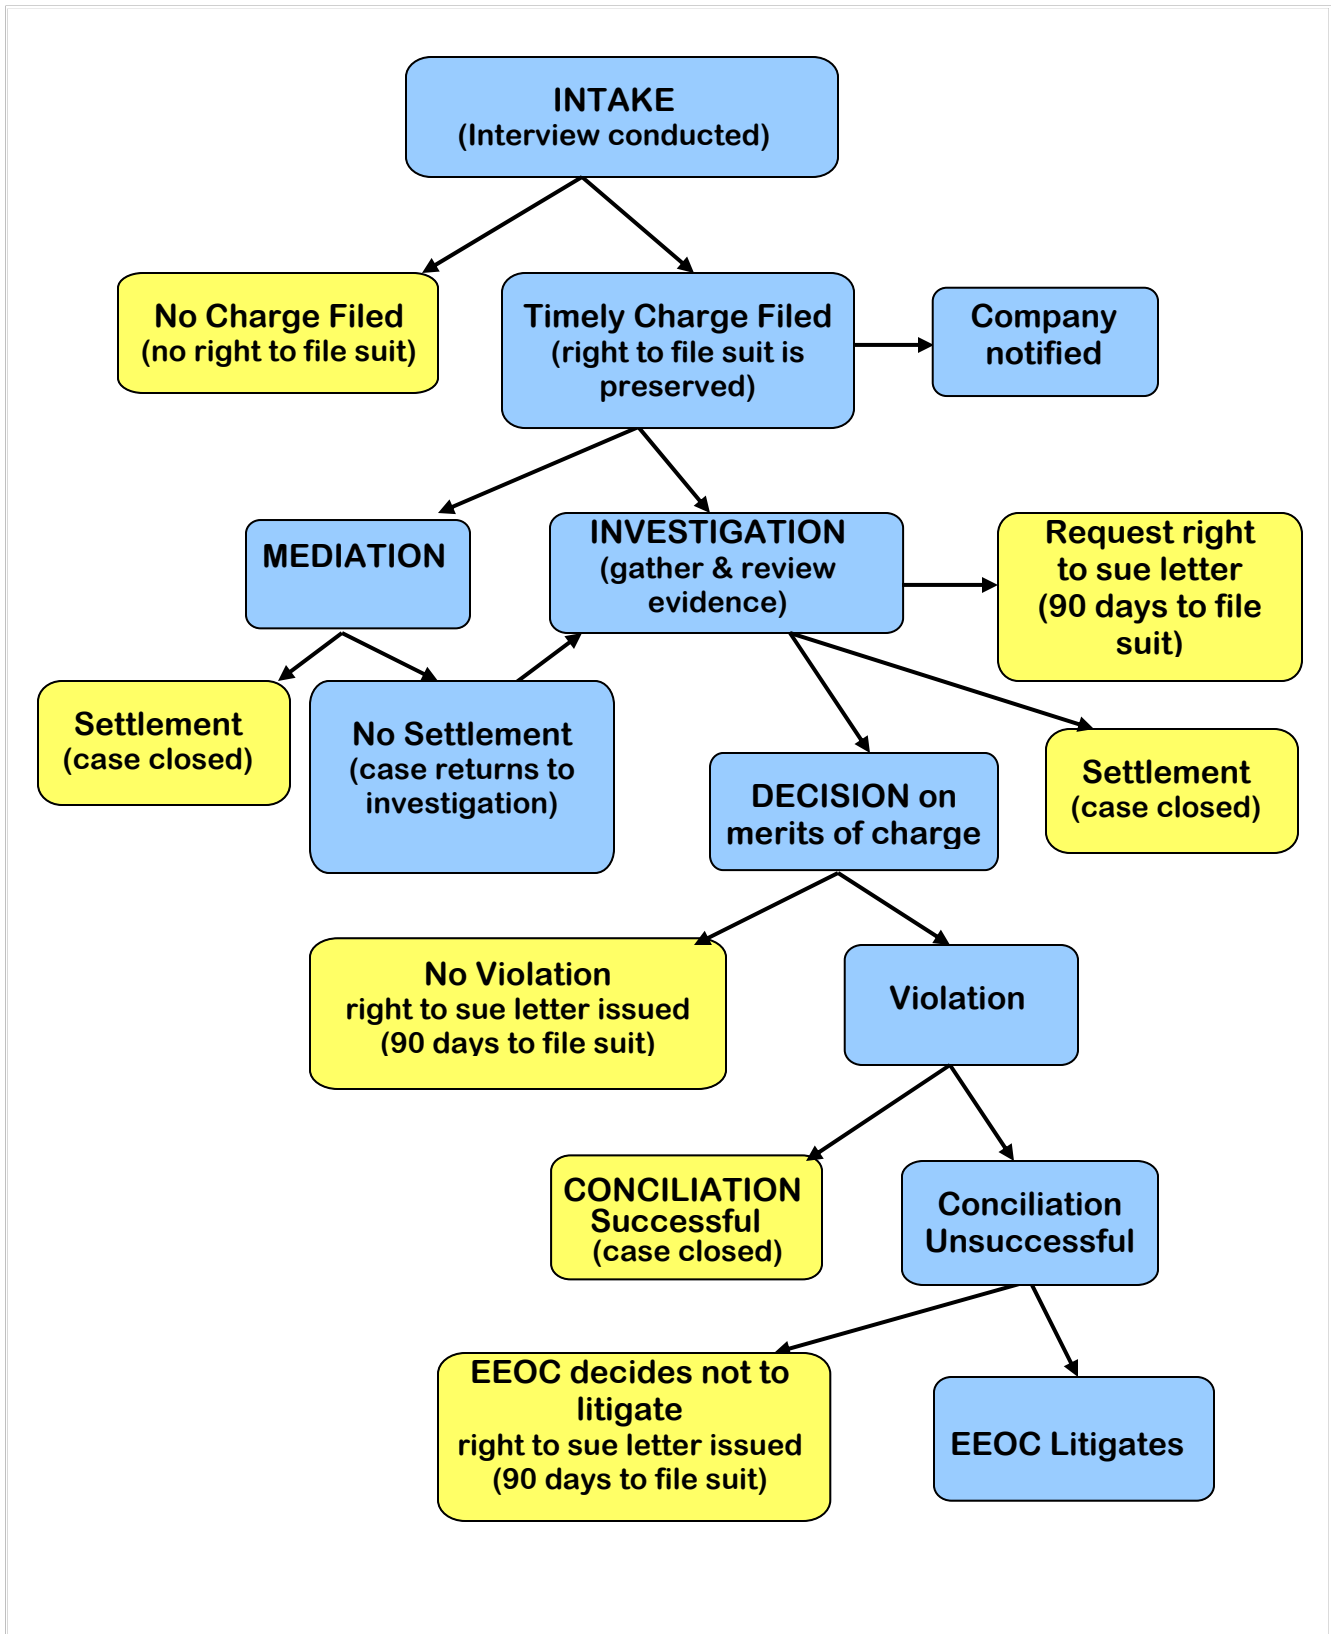 INTAKE
(Interview conducted)
No Charge Filed
(no right to file suit)
Timely Charge Filed
(right to file suit is
preserved)
Company
notified
MEDIATION
INVESTIGATION
(gather & review
evidence)
Request right
to sue letter
(90 days to file
suit)
Settlement
(case closed)
No Settlement
(case returns to
investigation)
DECISION on
merits of charge
Settlement
(case closed)
No Violation
right to sue letter issued
(90 days to file suit)
Violation
CONCILIATION
Successful
(case closed)
Conciliation
Unsuccessful
EEOC decides not to
litigate
right to sue letter issued
(90 days to file suit)
EEOC Litigates